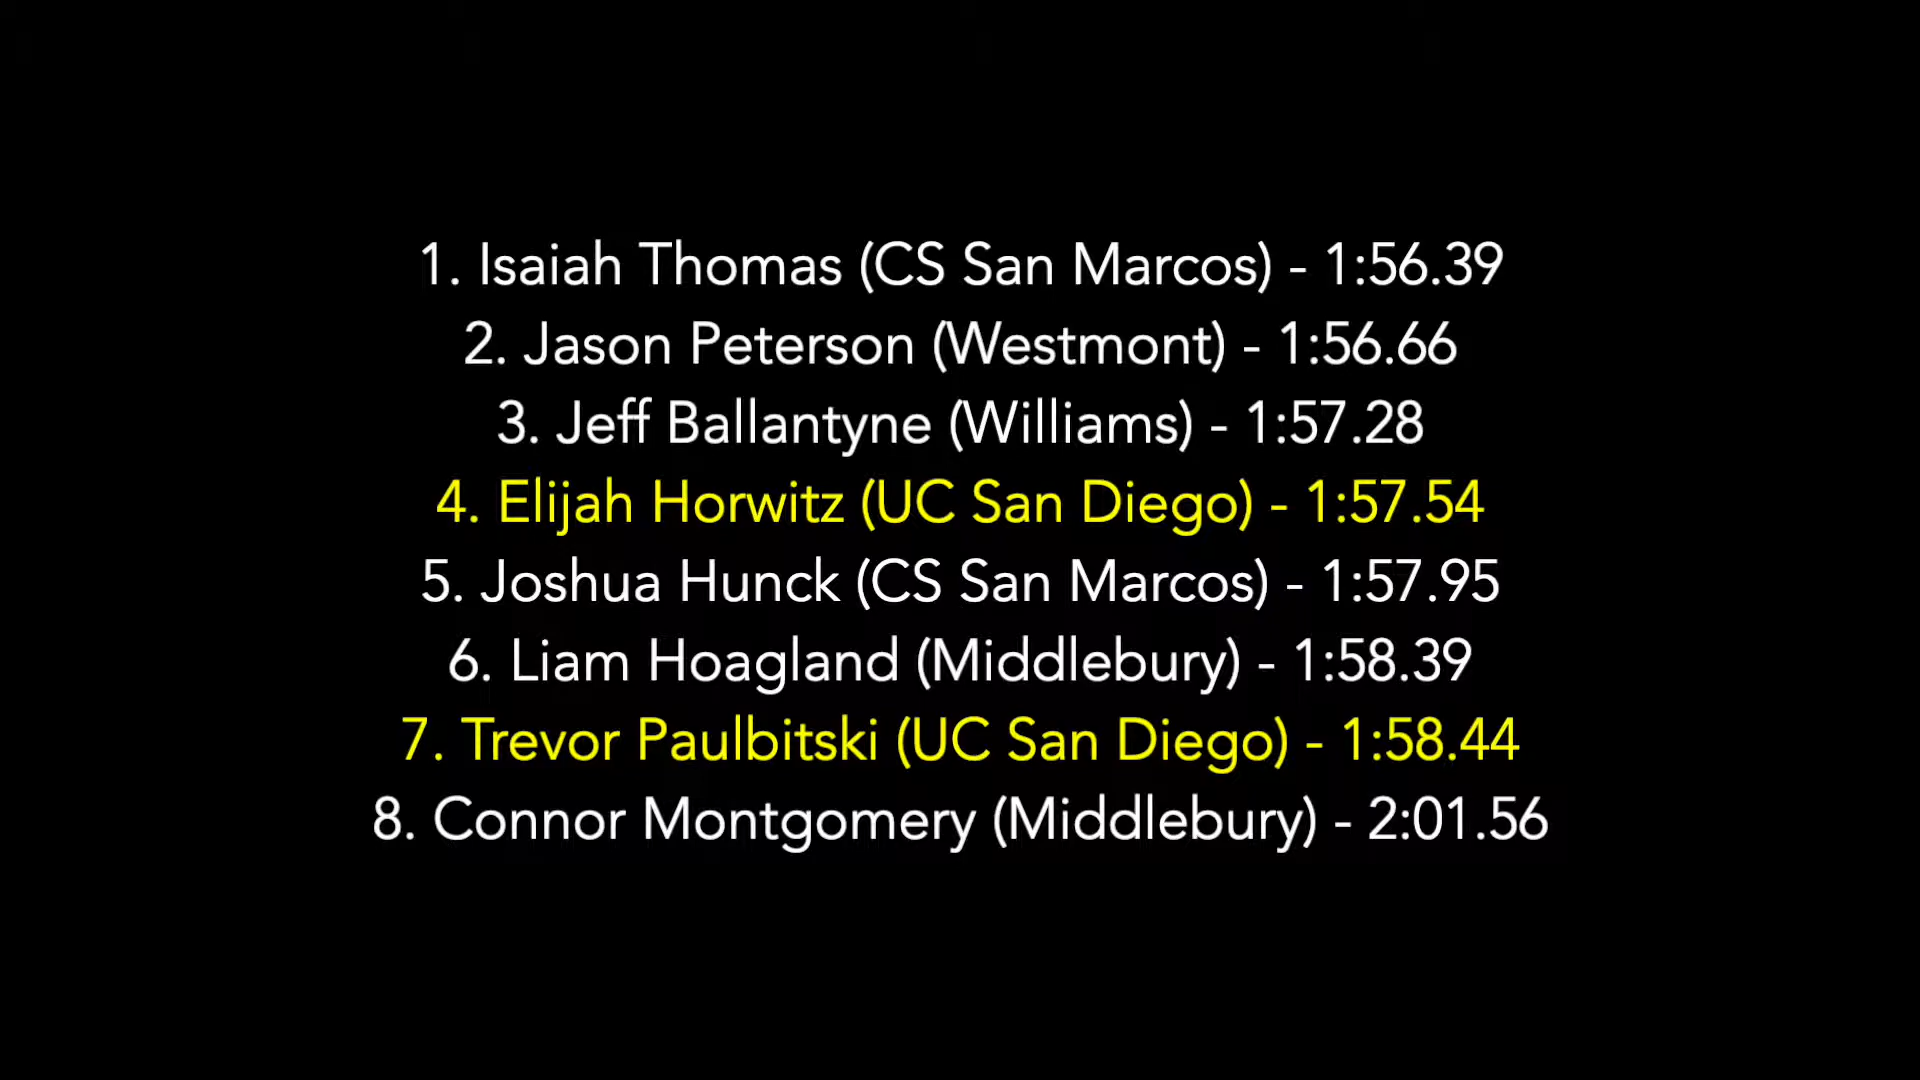 1. Isaiah Thomas (CS San Marcos) - 1:56.39
2. Jason Peterson (Westmont) - 1:56.66
3. Jeff Ballantyne (Williams) - 1:57.28
4. Elijah Horwitz (UC San Diego) - 1:57.54
5. Joshua Hunck (CS San Marcos) - 1:57.95
6. Liam Hoagland (Middlebury) - 1:58.39
7. Trevor Paulbitski (UC San Diego) - 1:58.44
8. Connor Montgomery (Middlebury) - 2:01.56